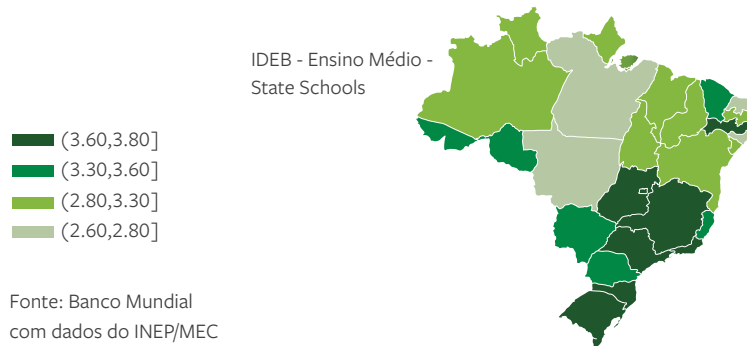 IDEB - Ensino Médio -
State Schools
(3.60,3.80]
(3.30,3.60]
(2.80,3.30]
(2.60,2.80]
Fonte: Banco Mundial
com dados do INEP/MEC